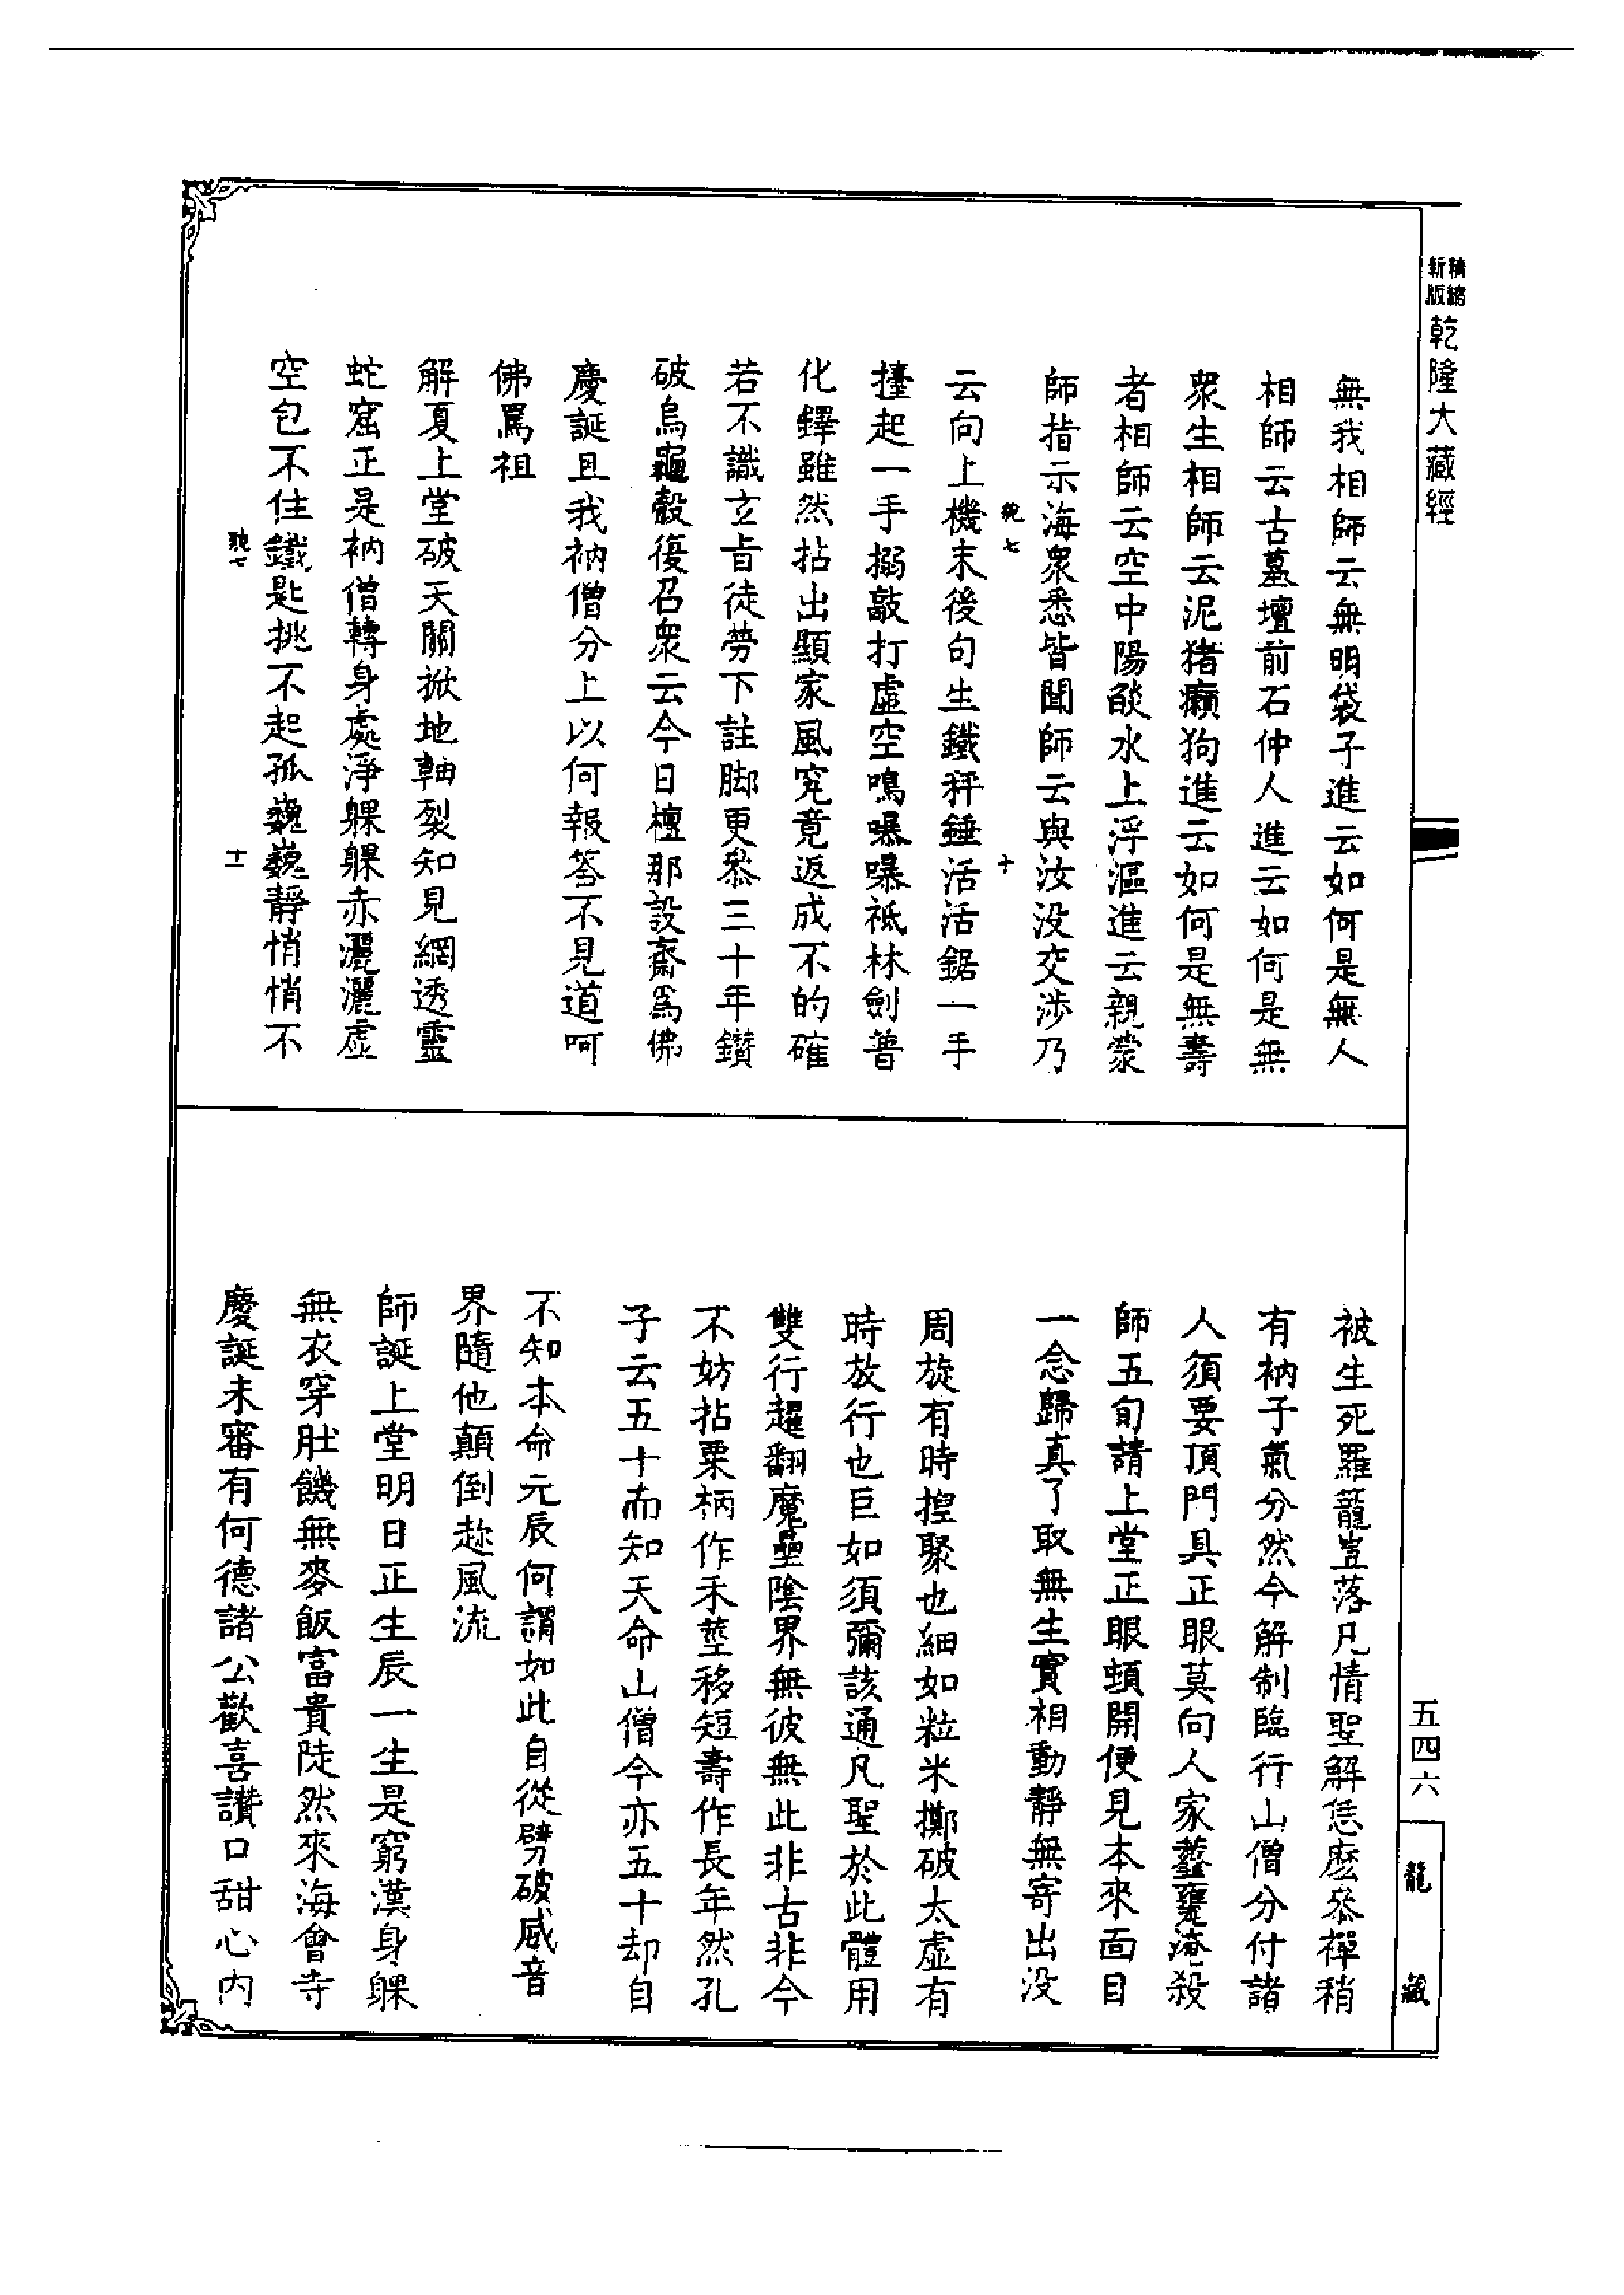 精縮
新版
乾隆大藏經
無我相師云無明袋子進云如何是無人
相師云古墓壇前石仲人進云如何是無
衆生相師云泥猪癩狗進云如何是無壽
者相師云空中陽燄水上浮漚進云親蒙
師指示海衆悉皆聞師云與汝没交涉乃
七 十
云向上機末後句生鐵秤錘活活鋸一手
擡起一手搦敲打虛空鳴嚗嚗祇林劍普
化鐸雖然拈出顯家風究竟返成不的確
若不識玄旨徒勞下註脚更叅三十年鑽
破烏龜殼復召衆云今日檀那設齋爲佛
慶誕且我衲僧分上以何報答不見道呵
佛罵祖
解夏上堂破天關掀地軸裂知見網透靈
蛇窟正是衲僧轉身處淨躶躶赤灑灑虛
空包不住鐵匙挑不起孤巍巍靜悄悄不
七 十一
被生死羅籠豈落凡情聖解恁麽叅禪稍
有衲子氣分然今解制臨行山僧分付諸
人須要頂門具正眼莫向人家虀甕淹殺
師五旬請上堂正眼頓開便見本來面目
一念歸真了取無生實相動靜無寄出没
周旋有時揑聚也細如粒米擲破太虛有
時放行也巨如須彌該通凡聖於此體用
雙行趯翻魔壘陰界無彼無此非古非今
不妨拈粟柄作禾莖移短壽作長年然孔
子云五十而知天命山僧今亦五十却自
不知本命元辰何謂如此自從劈破威音
界隨他顛倒趂風流
師誕上堂明日正生辰一生是窮漢身躶
無衣穿肚饑無麥飯富貴陡然來海會寺
慶誕未審有何德諸公歡喜讚口甜心内
五四六
龍藏